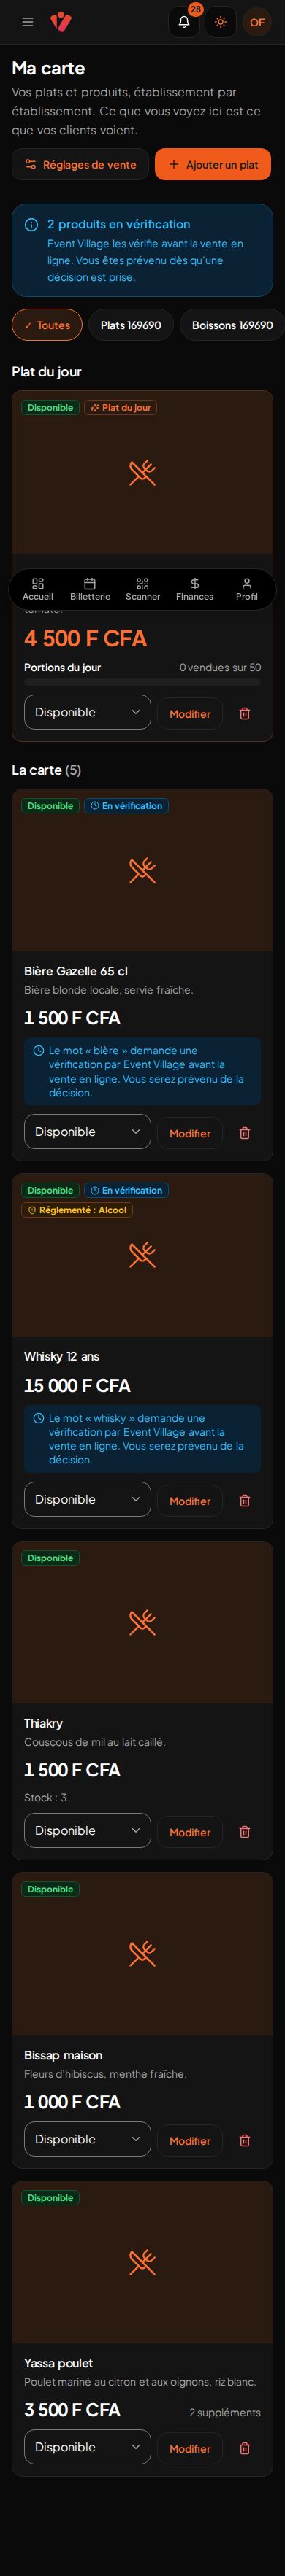 28
OF
Ma carte
Vos plats et produits, établissement par
établissement. Ce que vous voyez ici est ce
que vos clients voient.
Réglages de vente
Ajouter un plat
2 produits en vérification
Event Village les vérifie avant la vente en
ligne. Vous êtes prévenu dès qu'une
décision est prise.
✓ Toutes
Plats 169690
Boissons 169690
Plat du jour
Disponible
Plat du jour
Accueil
Billetterie
Scanner
Finances
Profil
tomate.
4 500 F CFA
Portions du jour
0 vendues sur 50
Disponible
Modifier
La carte (5)
Disponible
En vérification
Bière Gazelle 65 cl
Bière blonde locale, servie fraîche.
1 500 F CFA
Le mot « bière » demande une
vérification par Event Village avant la
vente en ligne. Vous serez prévenu de la
décision.
Disponible
Modifier
Disponible
En vérification
Réglementé : Alcool
Whisky 12 ans
15 000 F CFA
Le mot « whisky » demande une
vérification par Event Village avant la
vente en ligne. Vous serez prévenu de la
décision.
Disponible
Modifier
Disponible
Thiakry
Couscous de mil au lait caillé.
1 500 F CFA
Stock : 3
Disponible
Modifier
Disponible
Bissap maison
Fleurs d'hibiscus, menthe fraîche.
1 000 F CFA
Disponible
Modifier
Disponible
Yassa poulet
Poulet mariné au citron et aux oignons, riz blanc.
3 500 F CFA
2 suppléments
Disponible
Modifier